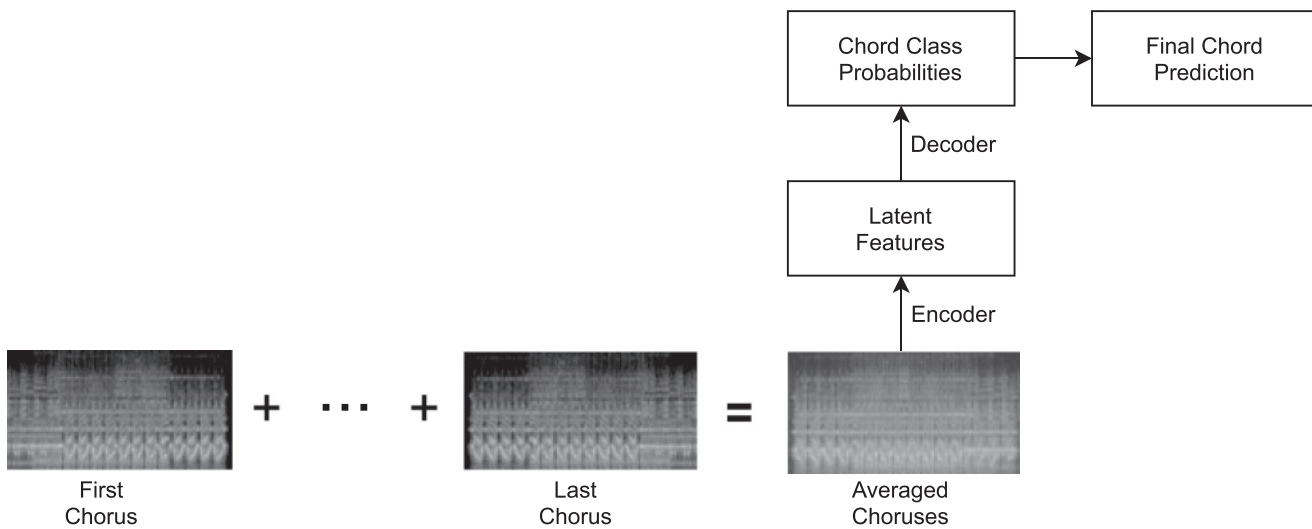 Chord Class
Probabilities
Final Chord
Prediction
Decoder
Latent
Features
Encoder
+ ... + =
First
Chorus
Last
Chorus
Averaged
Choruses